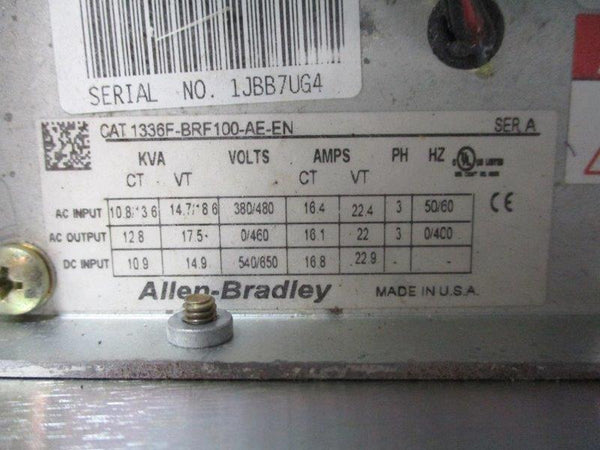 SERIAL NO. 1JBB7UG4
CAT 1336F-BRF100-AE-EN SER A
KVA VOLTS AMPS PH HZ
CT VT CT VT
UL LISTED
AC INPUT 10.8/13.6 14.7/18.6 380/480 16.4 22.4 3 50/60 CE
AC OUTPUT 12.8 17.5 0/460 16.1 22 3 0/400
DC INPUT 10.9 14.9 540/650 16.8 22.9 - -
Allen-Bradley MADE IN U.S.A.